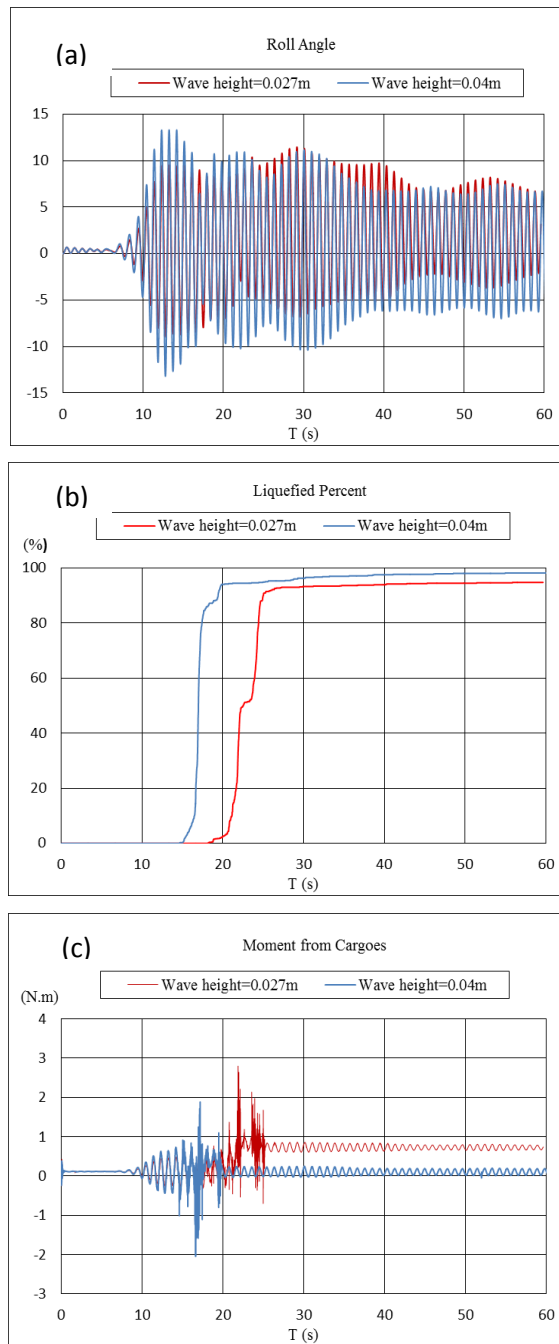 (a)
Roll Angle
Wave height=0.027m Wave height=0.04m
15
10
5
0
-5
-10
-15
0 10 20 30 40 50 60
T (s)
(b)
Liquefied Percent
Wave height=0.027m Wave height=0.04m
(%)
100
80
60
40
20
0
0 10 20 30 40 50 60
T (s)
(c)
Moment from Cargoes
Wave height=0.027m Wave height=0.04m
(N.m)
4
3
2
1
0
-1
-2
-3
0 10 20 30 40 50 60
T (s)